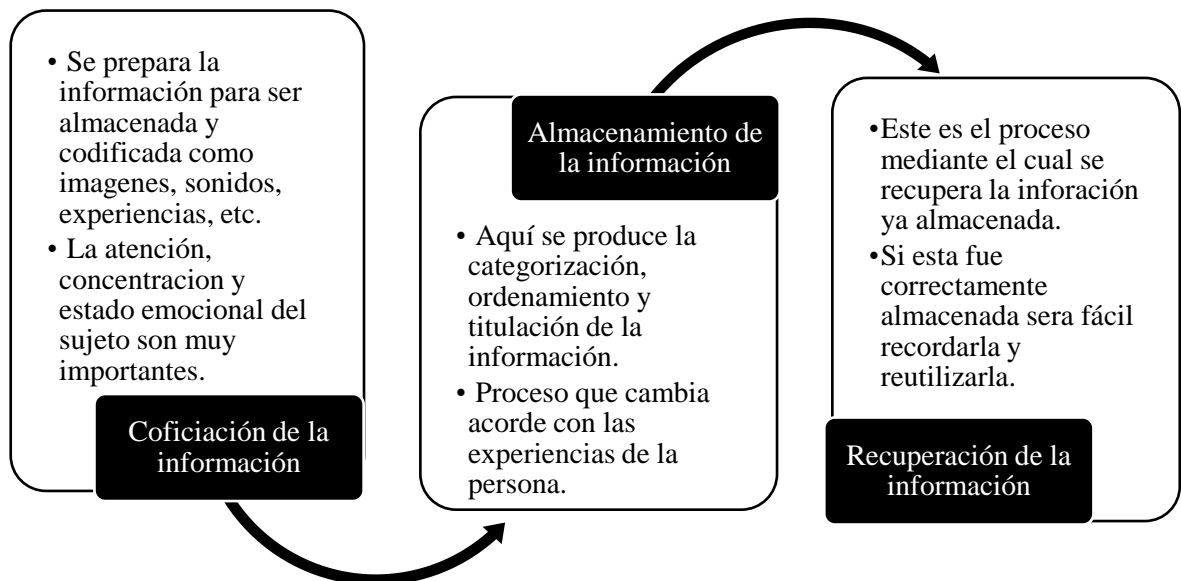 • Se prepara la
información para ser
almacenada y
codificada como
imagenes, sonidos,
experiencias, etc.
• La atención,
concentracion y
estado emocional del
sujeto son muy
importantes.
Coficiación de la
información
Almacenamiento de
la información
• Aquí se produce la
categorización,
ordenamiento y
titulación de la
información.
• Proceso que cambia
acorde con las
experiencias de la
persona.
•Este es el proceso
mediante el cual se
recupera la inforación
ya almacenada.
•Si esta fue
correctamente
almacenada sera fácil
recordarla y
reutilizarla.
Recuperación de la
información